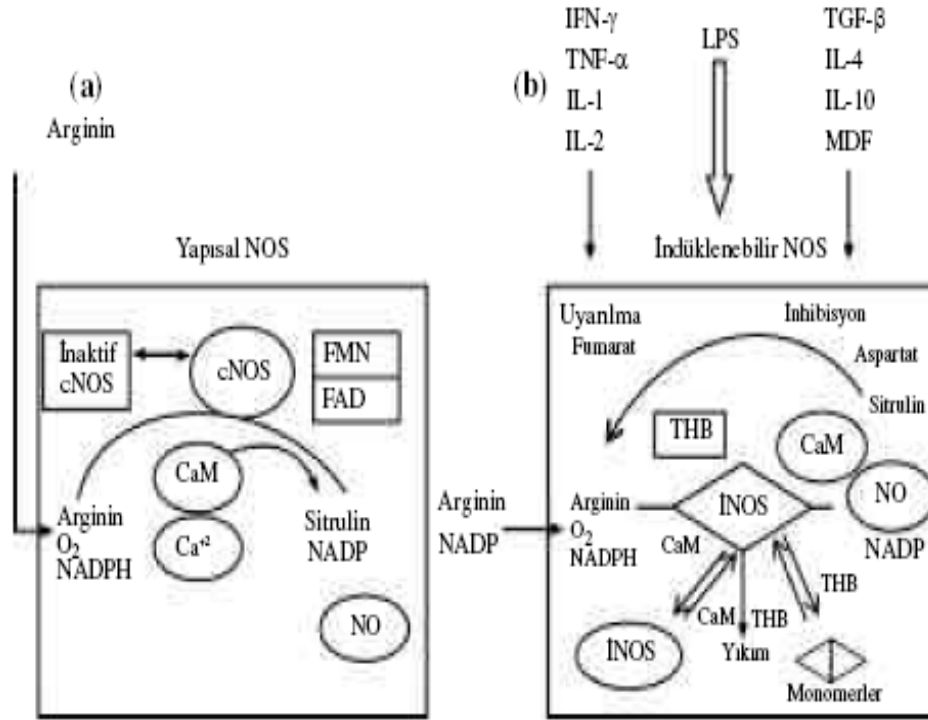 (a)
Arginin
Yapısal NOS
İnaktif
cNOS
cNOS
FMN
FAD
CaM
Ca+2
Arginin
O2
NADPH
Sitrulin
NADP
NO
(b)
IFN-γ
TNF-α
IL-1
IL-2
LPS
TGF-β
IL-4
IL-10
MDF
İndüklenebilir NOS
Uyarılma
Fumarat
İnhibisyon
Aspartat
Sitrulin
THB
CaM
NO
NADP
Arginin
NADP
Arginin
O2
NADPH
İNOS
CaM
THB
CaM
THB
İNOS
Yıkım
Monomerler